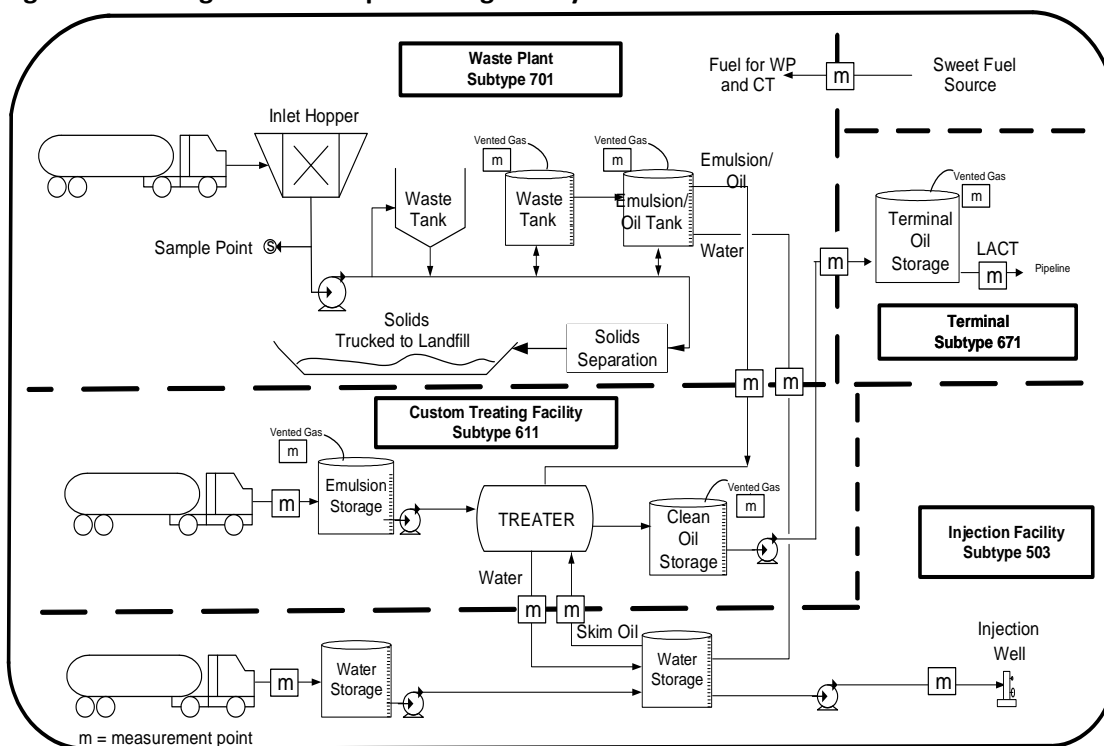 Waste Plant
Subtype 701
Fuel for WP
and CT
m
Sweet Fuel
Source
Inlet Hopper
Vented Gas
m
Vented Gas
m
Emulsion/
Oil
Waste
Tank
Waste
Tank
Emulsion/
Oil Tank
Water
Sample Point
S
Vented Gas
m
Terminal
Oil
Storage
m
LACT
m
Pipeline
Solids
Trucked to Landfill
Solids
Separation
Terminal
Subtype 671
m
m
Custom Treating Facility
Subtype 611
Vented Gas
m
m
Emulsion
Storage
TREATER
Vented Gas
m
Clean
Oil
Storage
Injection Facility
Subtype 503
Water
m
m
Skim Oil
m
Water
Storage
Water
Storage
m
Injection
Well
m = measurement point